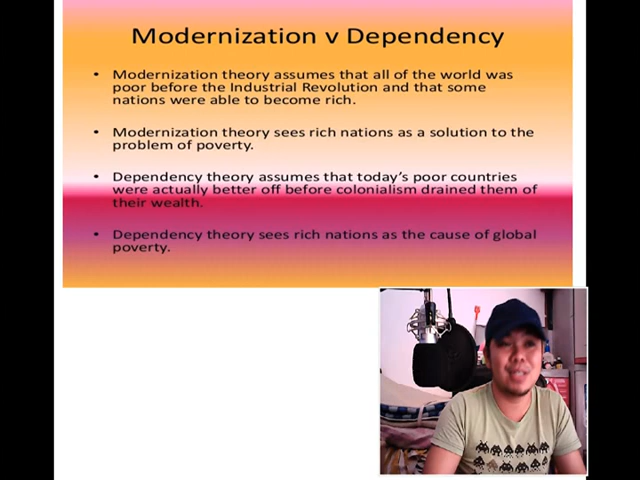 Modernization v Dependency
• Modernization theory assumes that all of the world was
poor before the Industrial Revolution and that some
nations were able to become rich.
• Modernization theory sees rich nations as a solution to the
problem of poverty.
• Dependency theory assumes that today's poor countries
were actually better off before colonialism drained them of
their wealth.
• Dependency theory sees rich nations as the cause of global
poverty.